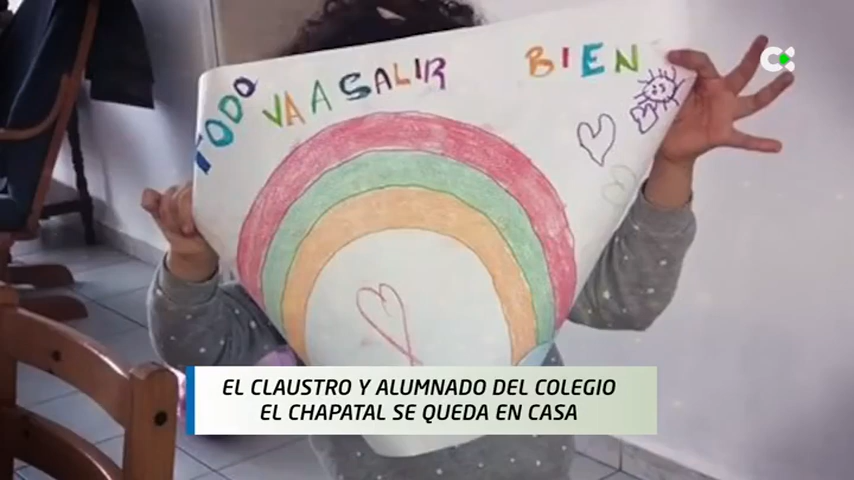 TODO VA A SALIR BIEN
EL CLAUSTRO Y ALUMNADO DEL COLEGIO
EL CHAPATAL SE QUEDA EN CASA